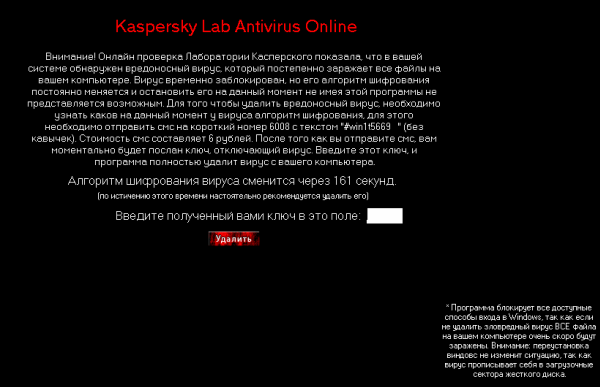 Kaspersky Lab Antivirus Online
Внимание! Онлайн проверка Лаборатории Касперского показала, что в вашей
системе обнаружен вредоносный вирус, который постепенно заражает все файлы на
вашем компьютере. Вирус временно заблокирован, но его алгоритм шифрования
постоянно меняется и остановить его на данный момент не имея этой программы не
представляется возможным. Для того чтобы удалить вредоносный вирус, необходимо
узнать каков на данный момент у вируса алгоритм шифрования, для этого
необходимо отправить смс на короткий номер 6008 с текстом "#win1t5669 " (без
кавычек). Стоимость смс составляет 6 рублей. После того как вы отправите смс, вам
моментально будет послан ключ, отключающий вирус. Введите этот ключ, и
программа полностью удалит вирус с вашего компьютера.
Алгоритм шифрования вируса сменится через 161 секунд.
(по истичению этого времени настоятельно рекомендуется удалить его)
Введите полученный вами ключ в это поле:
Удалить
* Программа блокирует все доступные
способы входа в Windows, так как если
не удалить зловредный вирус ВСЕ файла
на вашем компьютере очень скоро будут
заражены. Внимание: переустановка
виндовс не изменит ситуацию, так как
вирус прописывает себя в загрузочные
сектора жесткого диска.